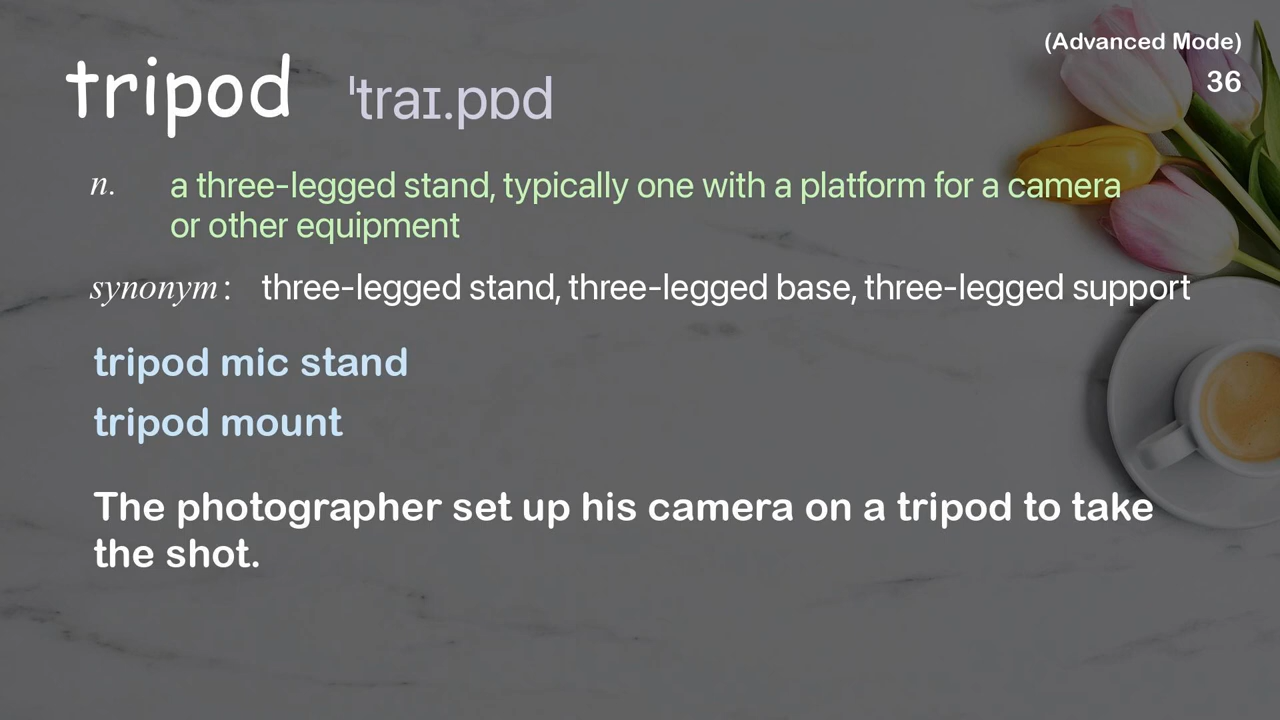 (Advanced Mode)
36
tripod ˈtraɪ.pɒd
n. a three-legged stand, typically one with a platform for a camera
or other equipment
synonym: three-legged stand, three-legged base, three-legged support
tripod mic stand
tripod mount
The photographer set up his camera on a tripod to take
the shot.